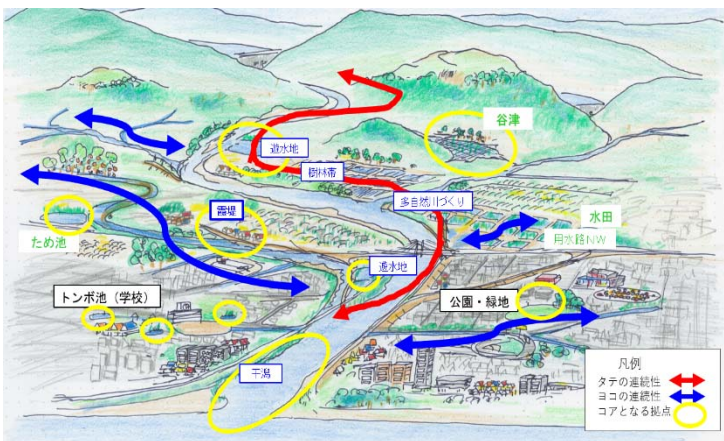 谷津
遊水地
樹林帯
多自然川づくり
霞堤
水田
用水路NW
ため池
遊水地
トンボ池(学校)
公園・緑地
干潟
凡例
タテの連続性
ヨコの連続性
コアとなる拠点